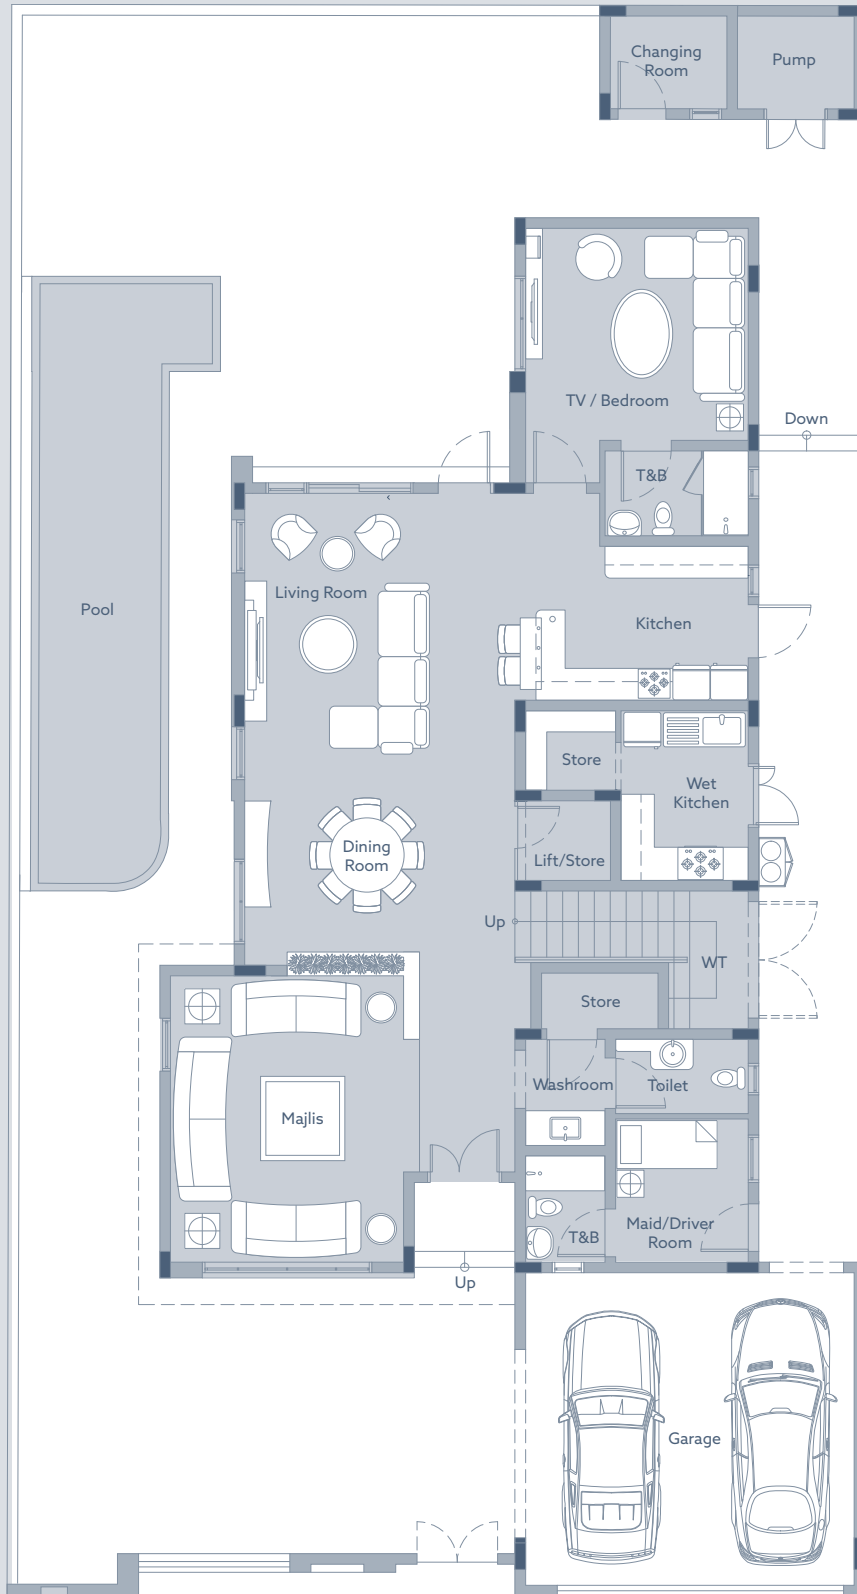 Changing
Room
Pump
TV / Bedroom
Down
T&B
Living Room
Pool
Kitchen
Store
Wet
Kitchen
Dining
Room
Lift/Store
Up
WT
Store
Washroom
Toilet
Majlis
Maid/Driver
Room
T&B
Up
Garage